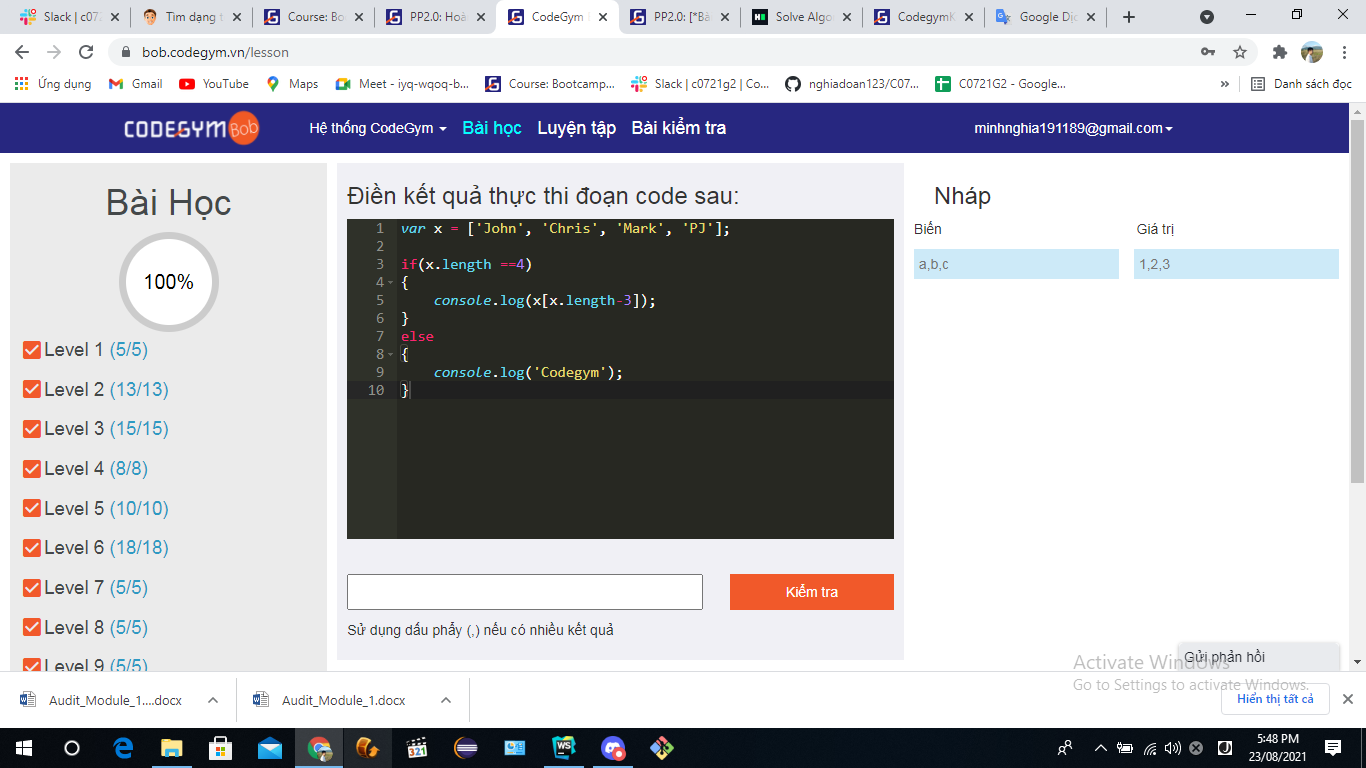 Slack | c07
Tìm dạng t
Course: Bo
PP2.0: Hoà
CodeGym
PP2.0: [*Bà
Solve Algo
CodegymK
Google Dịc
bob.codegym.vn/lesson
Ứng dụng
Gmail
YouTube
Maps
Meet - iyq-wqoq-b...
Course: Bootcamp...
Slack | c0721g2 | Co...
nghiadoan123/C07...
C0721G2 - Google...
»
Danh sách đọc
CODEGYM Bob
Hệ thống CodeGym
Bài học
Luyện tập
Bài kiểm tra
minhnghia191189@gmail.com
Bài Học
100%
Level 1 (5/5)
Level 2 (13/13)
Level 3 (15/15)
Level 4 (8/8)
Level 5 (10/10)
Level 6 (18/18)
Level 7 (5/5)
Level 8 (5/5)
Level 9 (5/5)
Điền kết quả thực thi đoạn code sau:
1 var x = ['John', 'Chris', 'Mark', 'PJ'];
2
3 if(x.length ==4)
4 {
5 console.log(x[x.length-3]);
6 }
7 else
8 {
9 console.log('Codegym');
10 }
Kiểm tra
Sử dụng dấu phẩy (,) nếu có nhiều kết quả
Nháp
Biến
Giá trị
a,b,c
1,2,3
Gửi phản hồi
Activate Windows
Go to Settings to activate Windows.
Audit_Module_1....docx
Audit_Module_1.docx
Hiển thị tất cả
321
WS
5:48 PM
23/08/2021